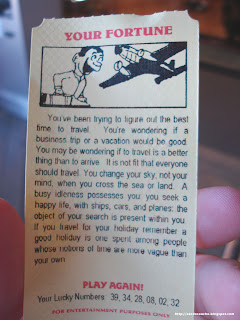 YOUR FORTUNE
You've been trying to figure out the best
time to travel. You're wondering if a
business trip or a vacation would be good.
You may be wondering if to travel is a better
thing than to arrive. It is not fit that everyone
should travel. You change your sky, not your
mind, when you cross the sea or land. A
busy idleness possesses you: you seek a
happy life, with ships, cars, and planes: the
object of your search is present within you.
If you travel for your holiday remember a
good holiday is one spent among people
whose notions of time are more vague than
your own.
PLAY AGAIN!
Your Lucky Numbers: 39, 34, 28, 08, 02, 32
FOR ENTERTAINMENT PURPOSES ONLY